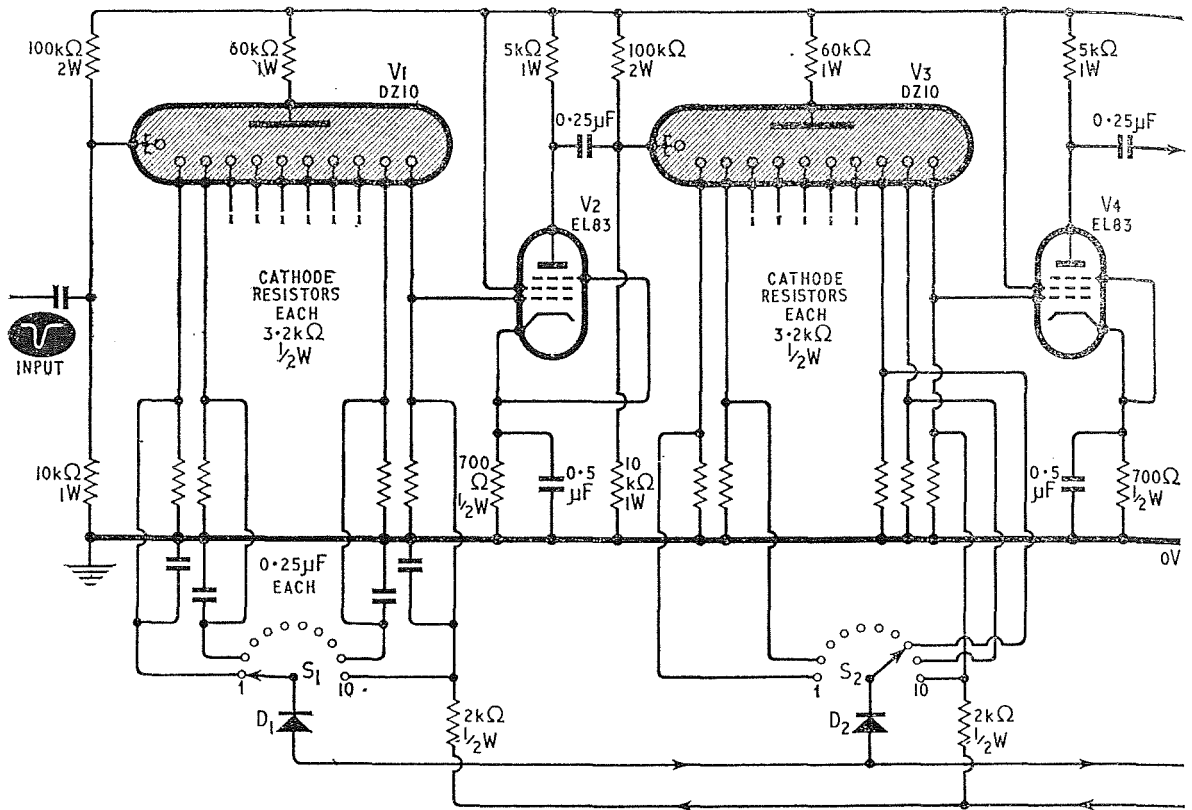 100kΩ
2W
60kΩ
1W
V1
DZ10
5kΩ
1W
100kΩ
2W
60kΩ
1W
V3
DZ10
5kΩ
1W
0·25µF
0·25µF
V2
EL83
V4
EL83
CATHODE
RESISTORS
EACH
3·2kΩ
1/2W
CATHODE
RESISTORS
EACH
3·2kΩ
1/2W
INPUT
10kΩ
1W
700
Ω
1/2W
0·5
µF
10
kΩ
1W
0·5
µF
700Ω
1/2W
0V
0·25µF
EACH
1
S1
10
1
S2
10
D1
2kΩ
1/2W
D2
2kΩ
1/2W